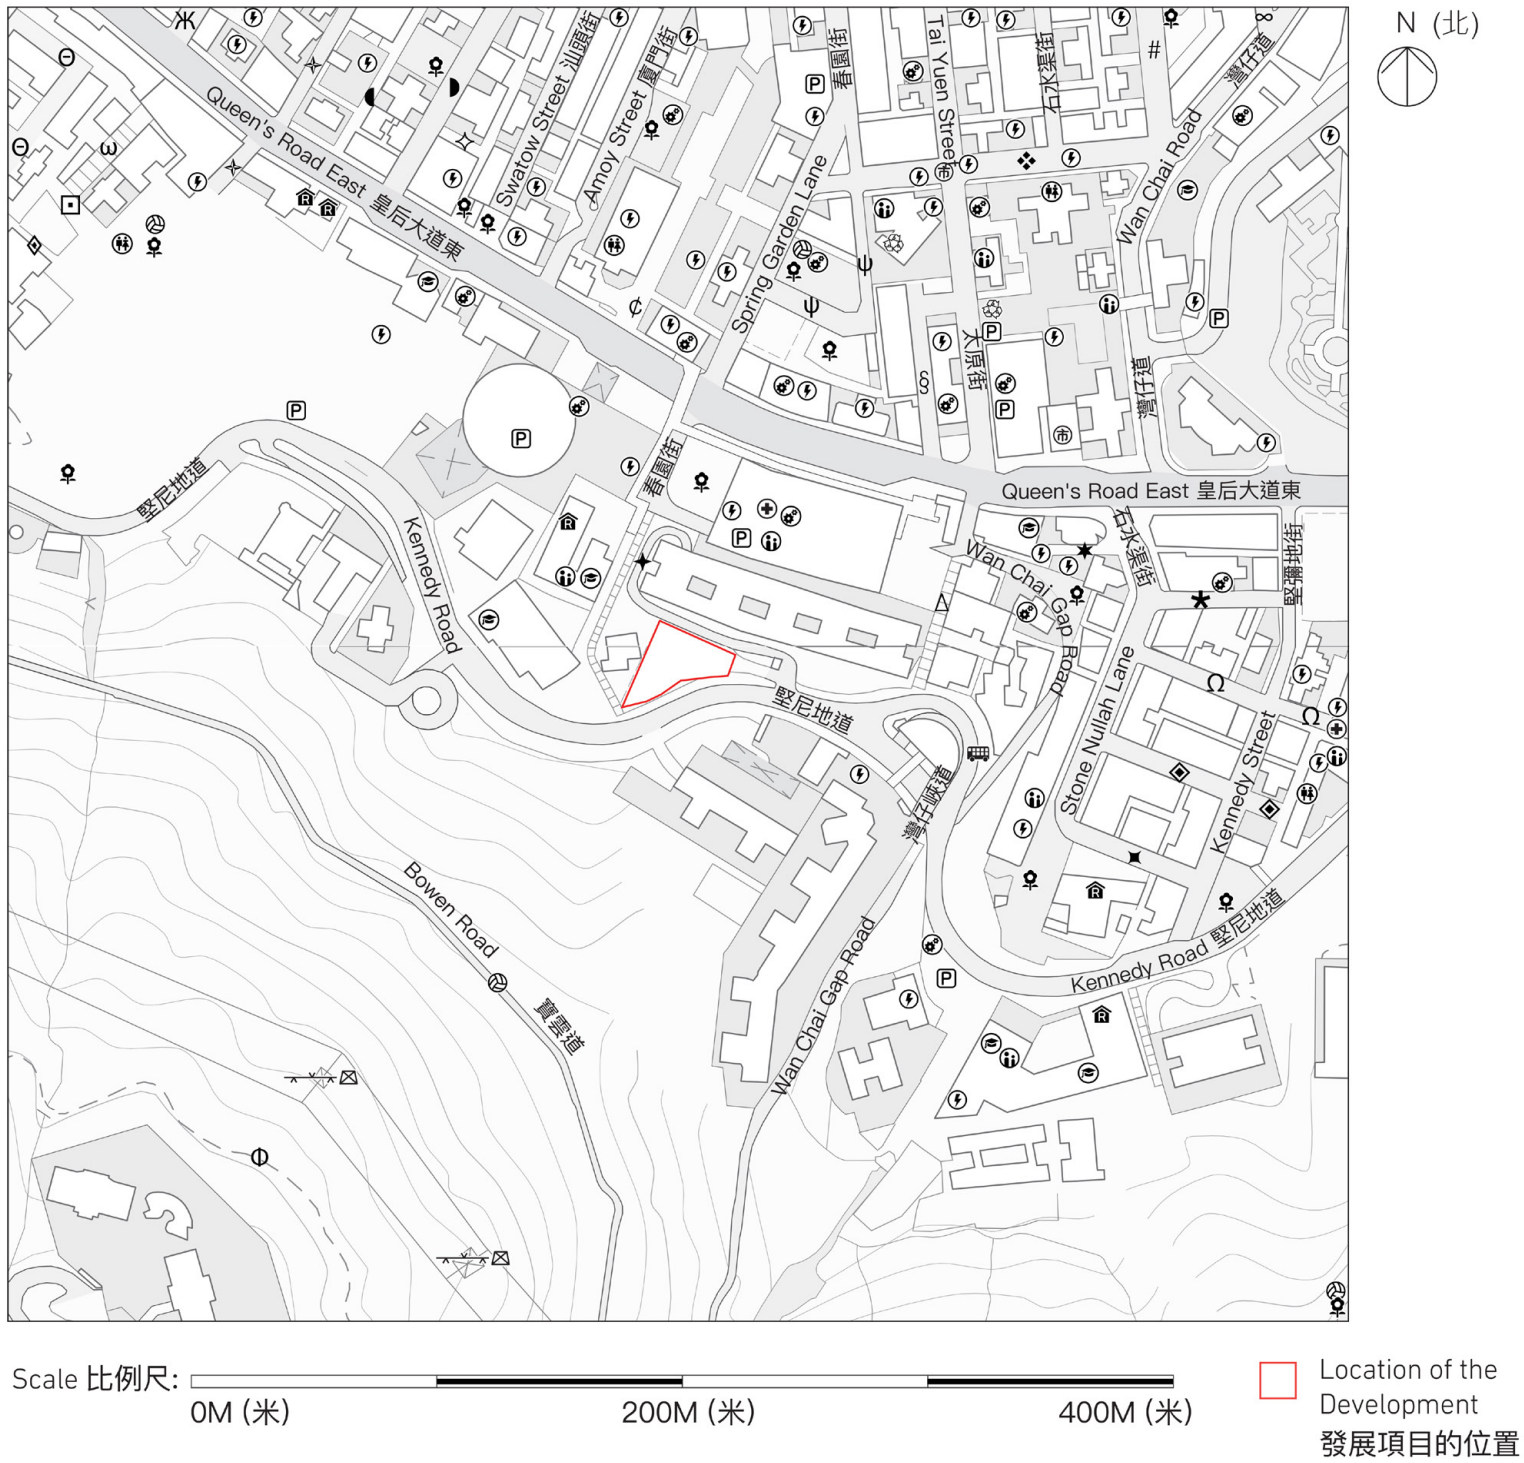 N (北)
Queen's Road East 皇后大道東
Swatow Street 汕頭街
Amoy Street 廈門街
春園街
Spring Garden Lane
Tai Yuen Street
石水渠街
灣仔道
Wan Chai Road
太原街
灣仔道
市
市
P
P
P
P
P
P
P
P
P
R
R
R
R
R
堅尼地道
Kennedy Road
春園街
Queen's Road East 皇后大道東
Wan Chai Gap Road
石水渠街
堅彌地街
Stone Nullah Lane
Kennedy Street
堅尼地道
灣仔峽道
Bowen Road
寶雲道
Wan Chai Gap Road
Kennedy Road 堅尼地道
Scale 比例尺:
0M (米)
200M (米)
400M (米)
Location of the
Development
發展項目的位置